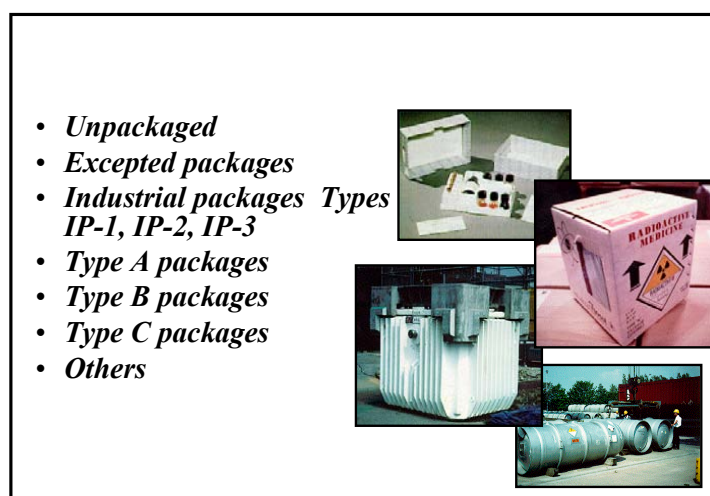 • Unpackaged
• Excepted packages
• Industrial packages Types
IP-1, IP-2, IP-3
• Type A packages
• Type B packages
• Type C packages
• Others
RADIOACTIVE
MEDICINE